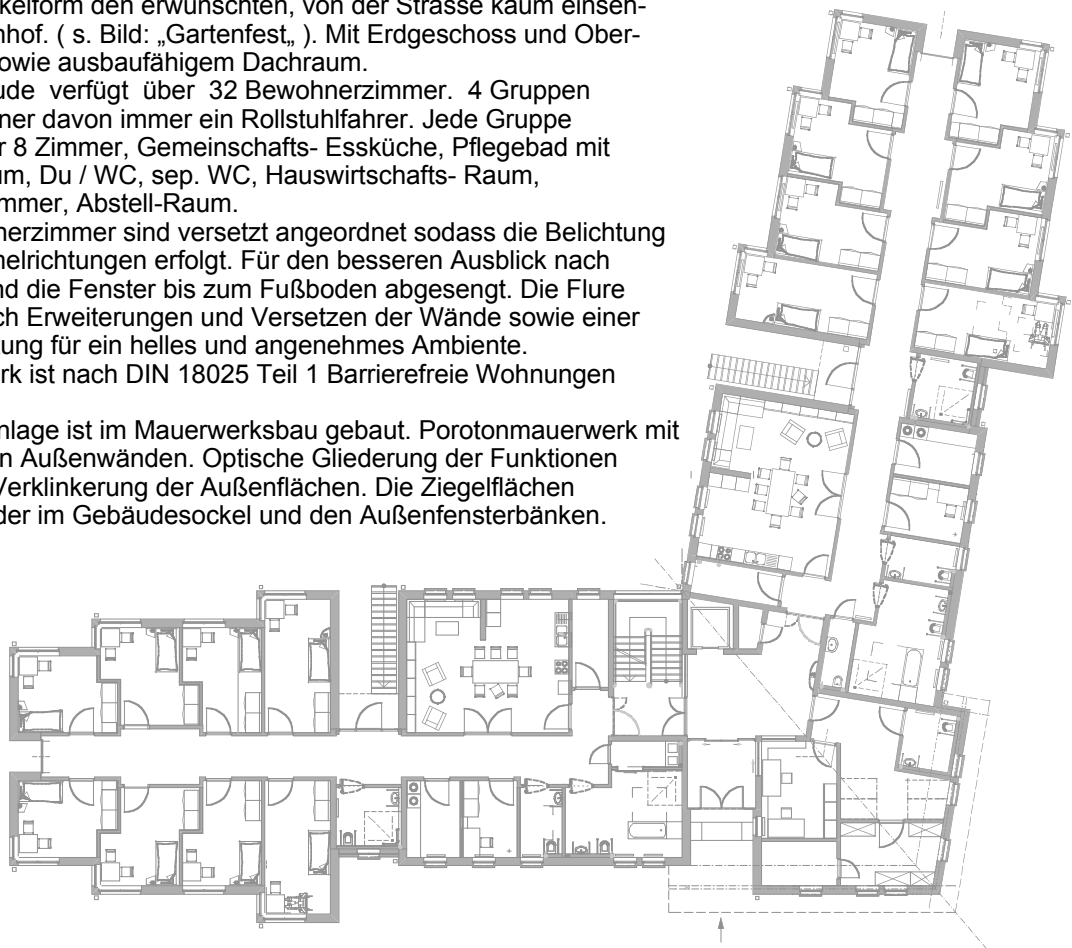 kelform den erwünschten, von der Strasse kaum einsen-
nhof. ( s. Bild: „Gartenfest„ ). Mit Erdgeschoss und Ober-
owie ausbaufähigem Dachraum.
ude verfügt über 32 Bewohnerzimmer. 4 Gruppen
ner davon immer ein Rollstuhlfahrer. Jede Gruppe
r 8 Zimmer, Gemeinschafts- Essküche, Pflegebad mit
um, Du / WC, sep. WC, Hauswirtschafts- Raum,
mmer, Abstell-Raum.
nerzimmer sind versetzt angeordnet sodass die Belichtung
melrichtungen erfolgt. Für den besseren Ausblick nach
nd die Fenster bis zum Fußboden abgesengt. Die Flure
ch Erweiterungen und Versetzen der Wände sowie einer
tung für ein helles und angenehmes Ambiente.
rk ist nach DIN 18025 Teil 1 Barrierefreie Wohnungen
nlage ist im Mauerwerksbau gebaut. Porotonmauerwerk mit
n Außenwänden. Optische Gliederung der Funktionen
Verklinkerung der Außenflächen. Die Ziegelflächen
der im Gebäudesockel und den Außenfensterbänken.